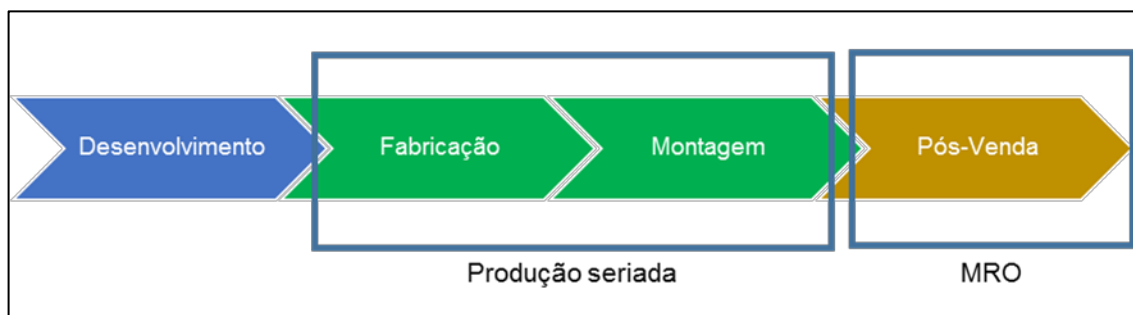 Desenvolvimento
Fabricação
Montagem
Pós-Venda
Produção seriada
MRO